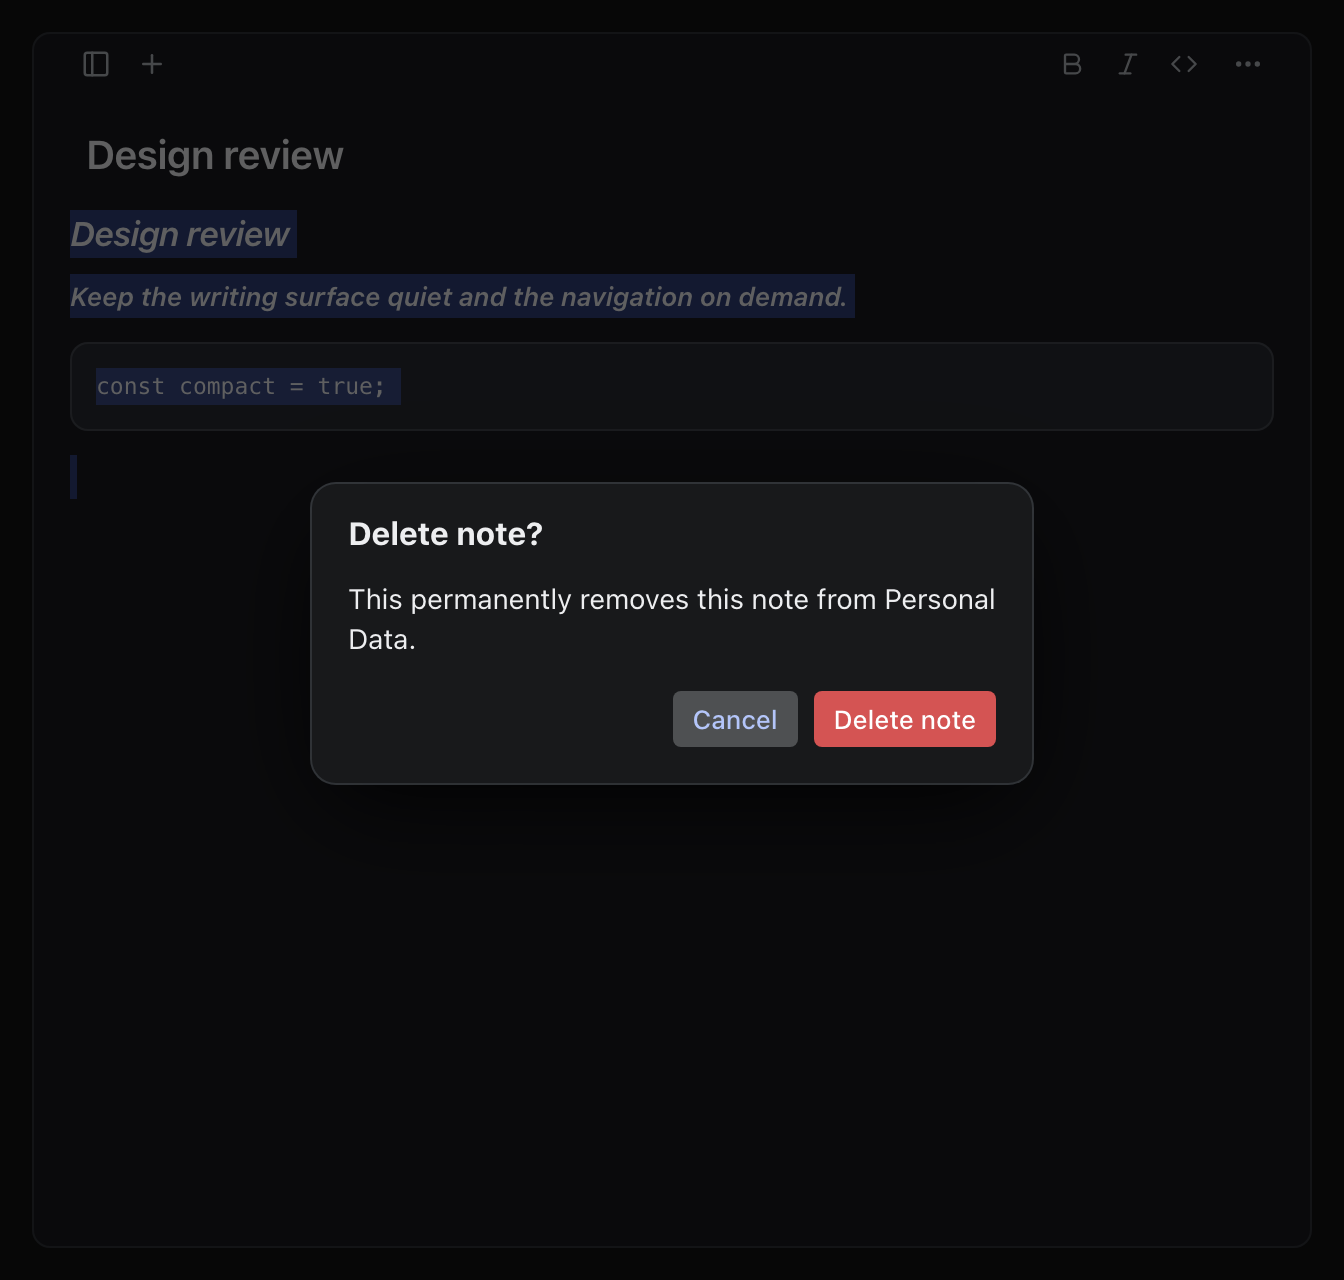 Design review
Design review
Keep the writing surface quiet and the navigation on demand.
const compact = true;
Delete note?
This permanently removes this note from Personal
Data.
Cancel
Delete note